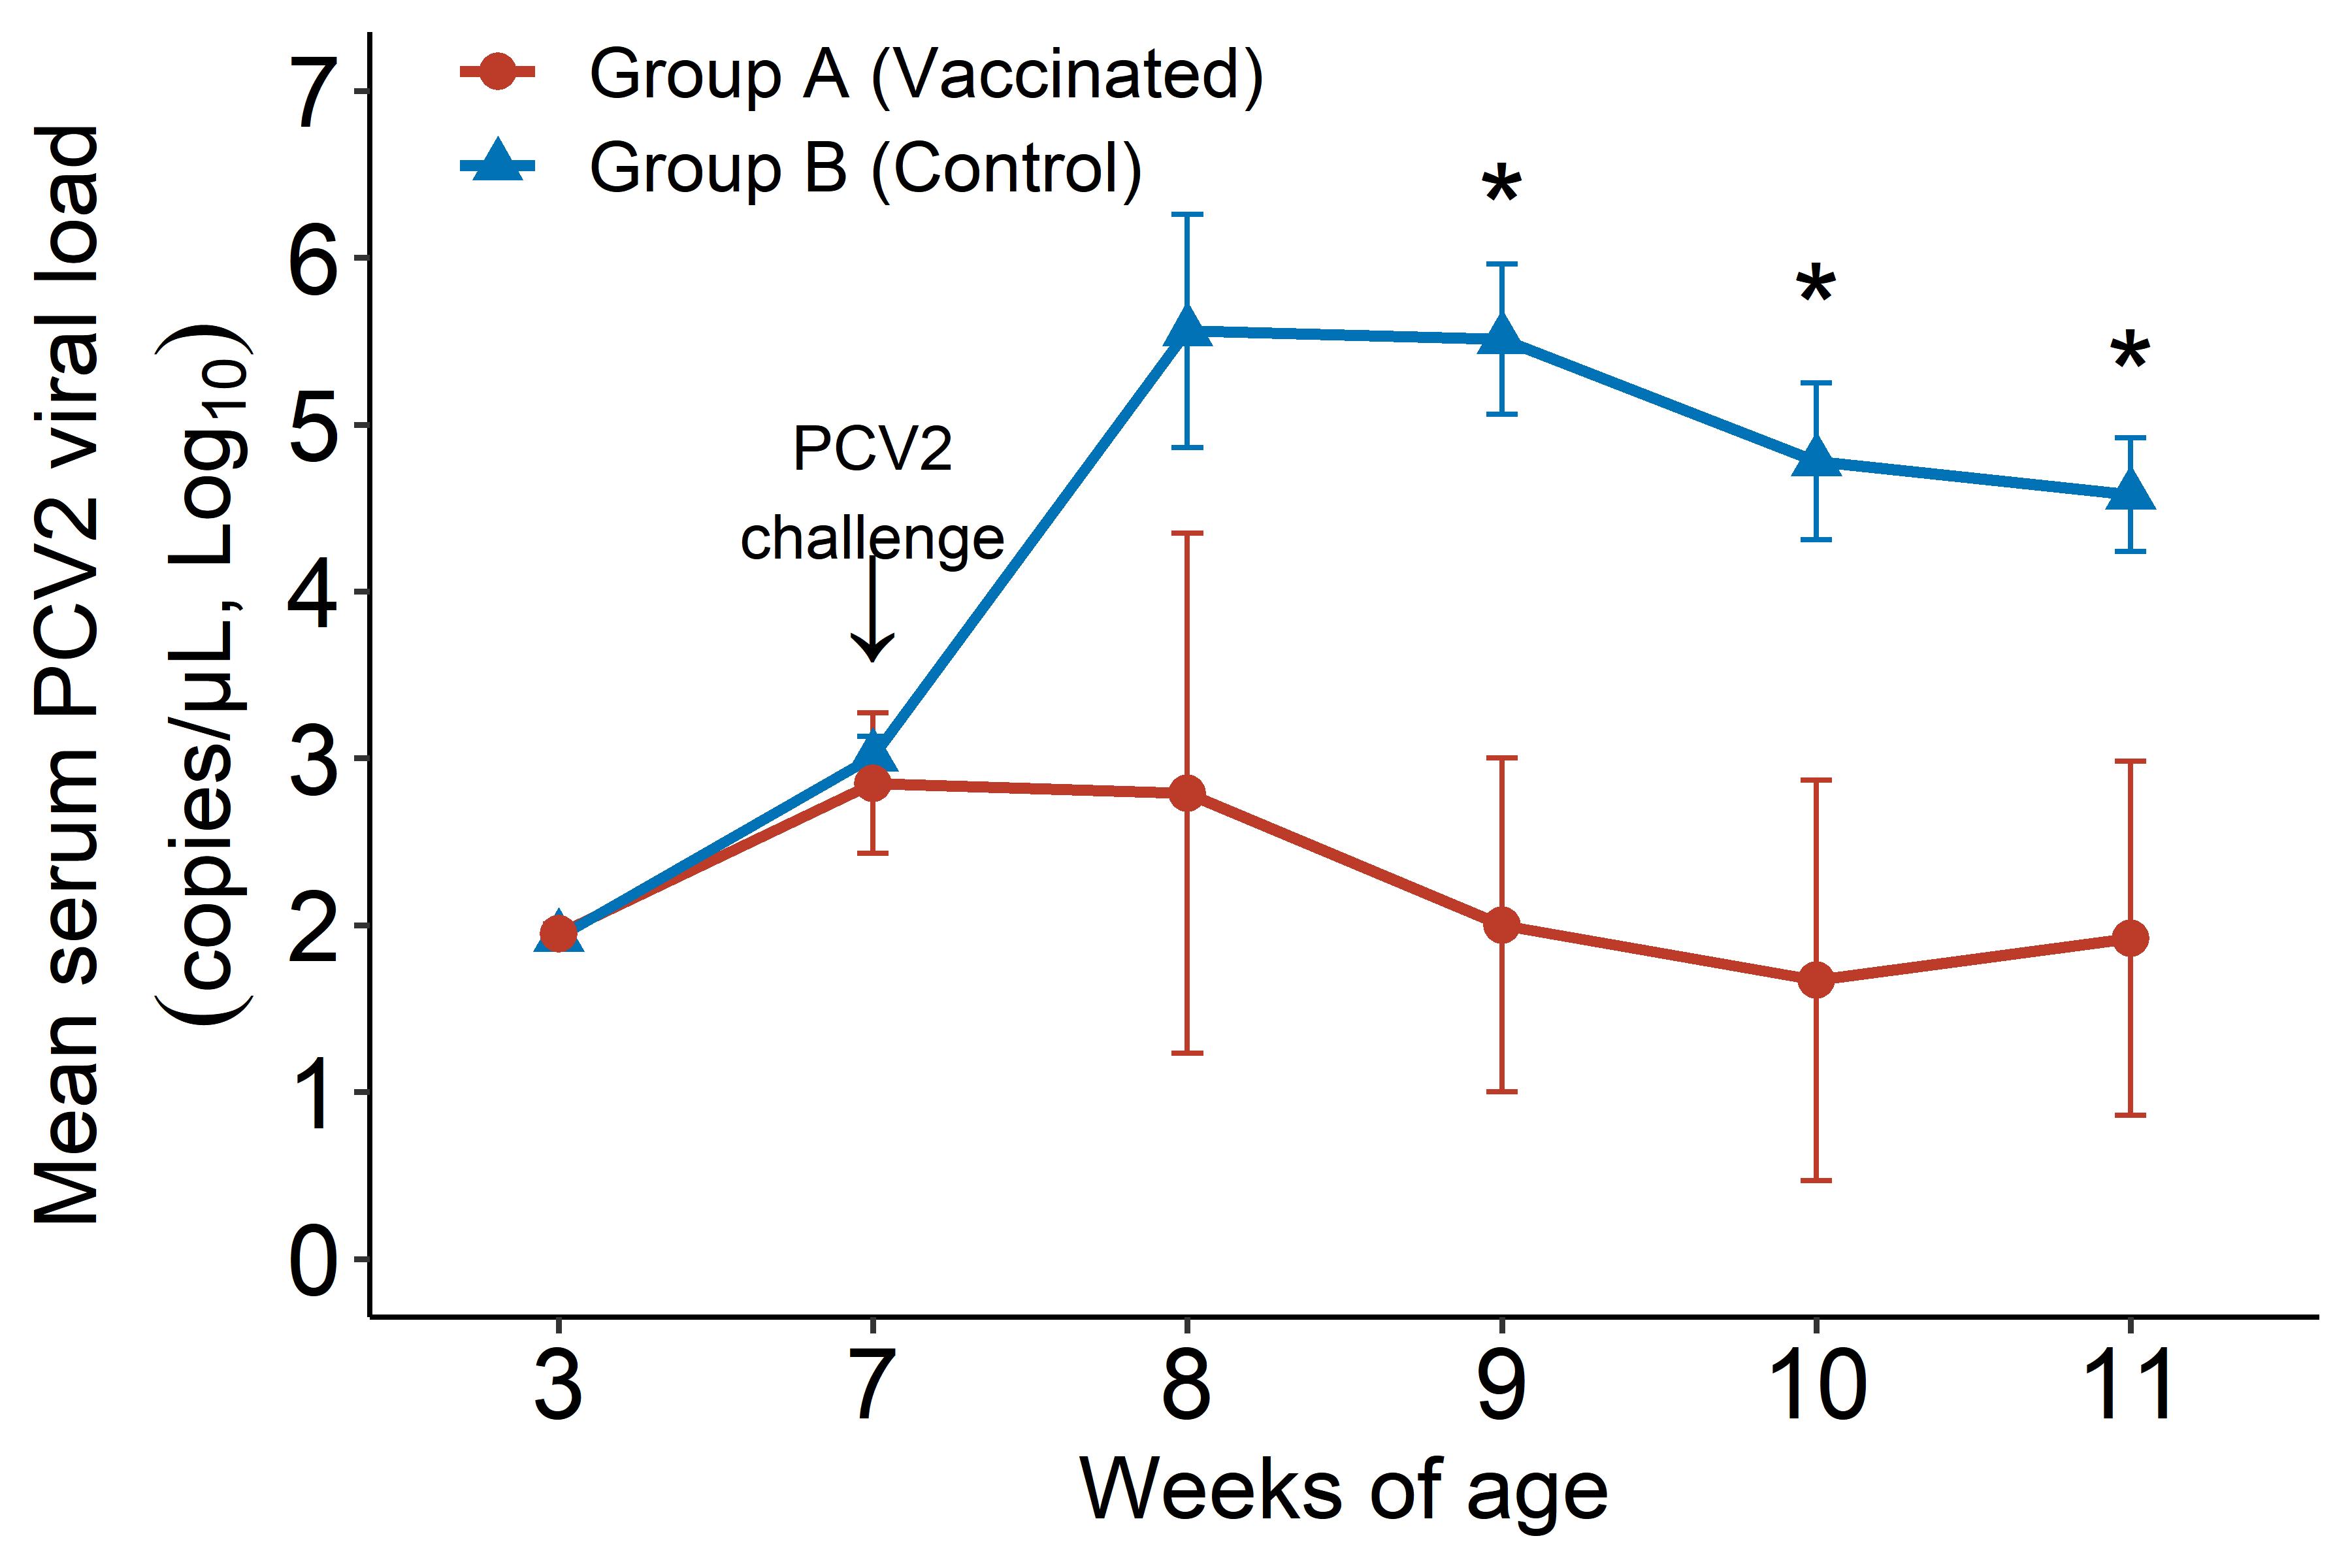 Mean serum PCV2 viral load
(copies/µL, Log10)
7
6
5
4
3
2
1
0
Group A (Vaccinated)
Group B (Control)
PCV2
challenge
*
*
*
3 7 8 9 10 11
Weeks of age